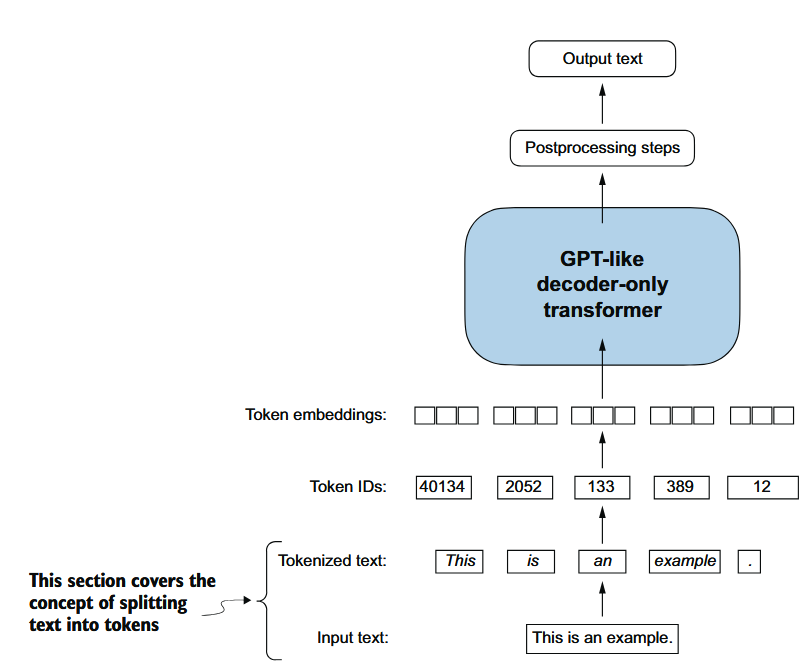 Output text
Postprocessing steps
GPT-like
decoder-only
transformer
Token embeddings:
Token IDs: 40134 2052 133 389 12
Tokenized text: This is an example .
This section covers the
concept of splitting
text into tokens
Input text: This is an example.